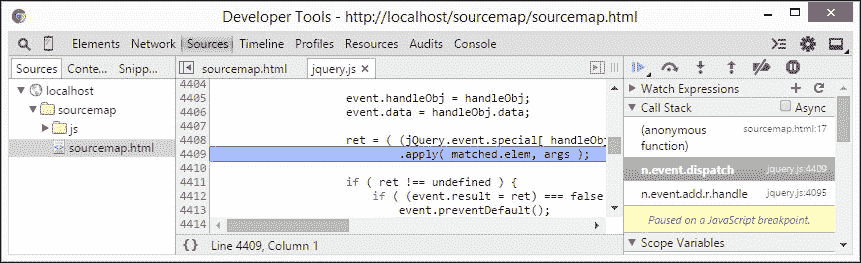 Developer Tools - http://localhost/sourcemap/sourcemap.html
Elements Network Sources Timeline Profiles Resources Audits Console
Sources Conte... Snipp...
localhost
sourcemap
js
sourcemap.html
sourcemap.html jquery.js ×
4404
4405 event.handleObj = handleObj;
4406 event.data = handleObj.data;
4407
4408 ret = ( (jQuery.event.special[ handleObj
4409 .apply( matched.elem, args );
4410
4411 if ( ret !== undefined ) {
4412 if ( (event.result = ret) === false
4413 event.preventDefault();
4414
{} Line 4409, Column 1
Watch Expressions
Call Stack Async
(anonymous function) sourcemap.html:17
n.event.dispatch jquery.js:4409
n.event.add.r.handle jquery.js:4095
Paused on a JavaScript breakpoint.
Scope Variables